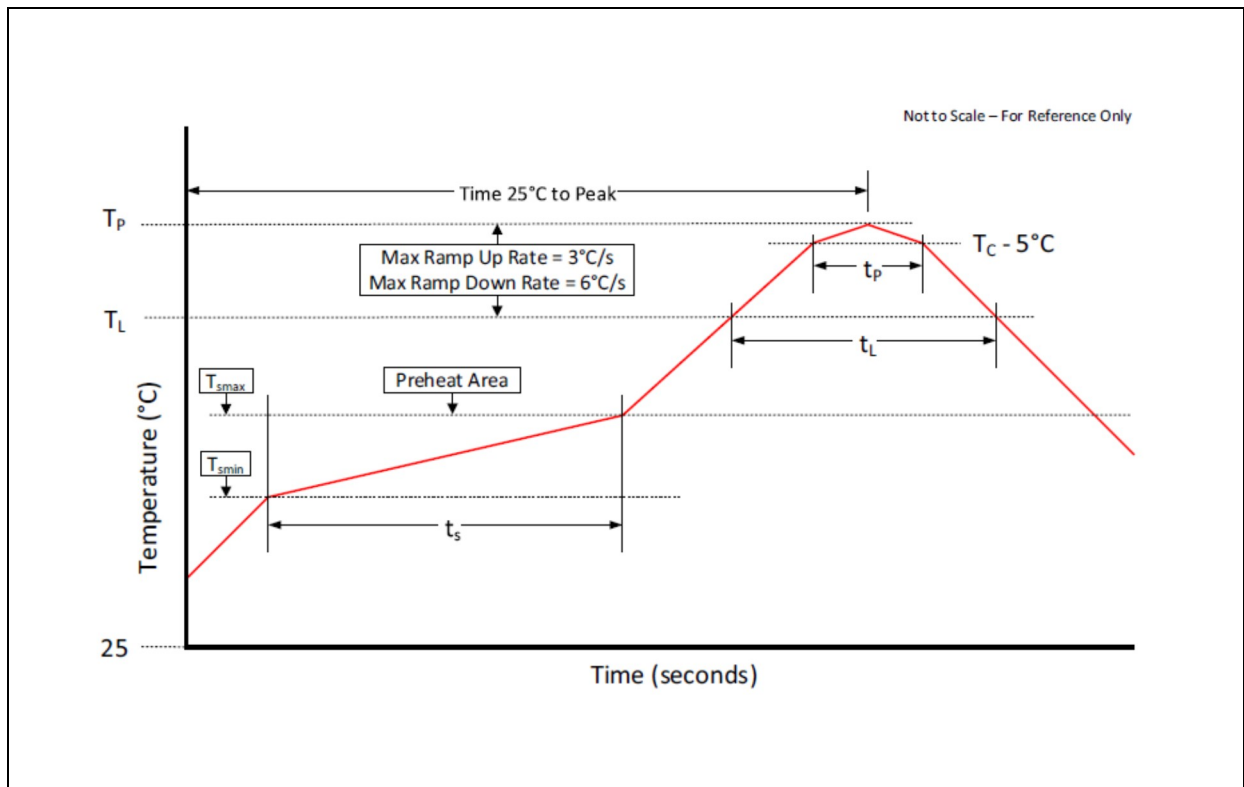 Not to Scale – For Reference Only
Time 25°C to Peak
TP
TC - 5°C
Max Ramp Up Rate = 3°C/s
Max Ramp Down Rate = 6°C/s
tP
TL
tL
Tsmax
Preheat Area
Temperature (°C)
Tsmin
ts
25
Time (seconds)